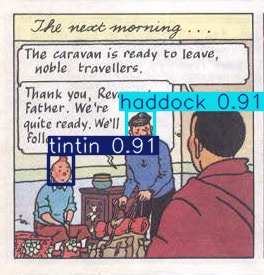 The next morning...
The caravan is ready to leave,
noble travellers.
Thank you, 
Father. We're
haddock 0.91
quite ready. We'll
tintin 0.91